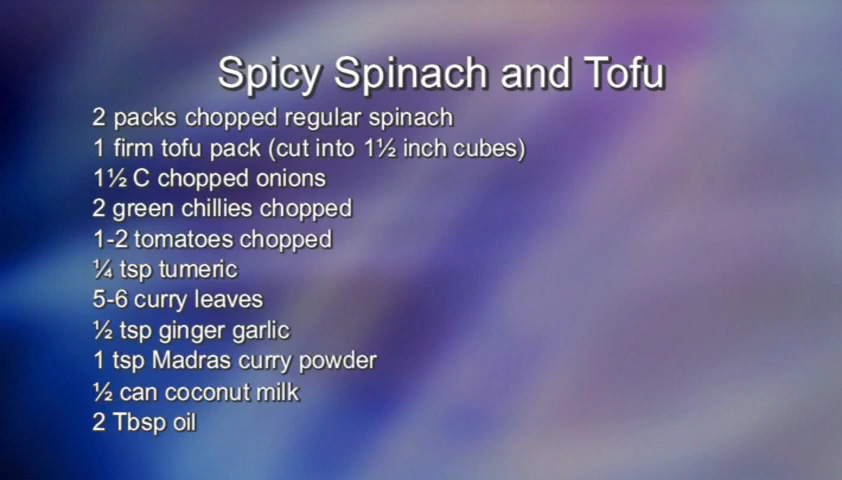 Spicy Spinach and Tofu
2 packs chopped regular spinach
1 firm tofu pack (cut into 1½ inch cubes)
1½ C chopped onions
2 green chillies chopped
1-2 tomatoes chopped
¼ tsp tumeric
5-6 curry leaves
½ tsp ginger garlic
1 tsp Madras curry powder
½ can coconut milk
2 Tbsp oil